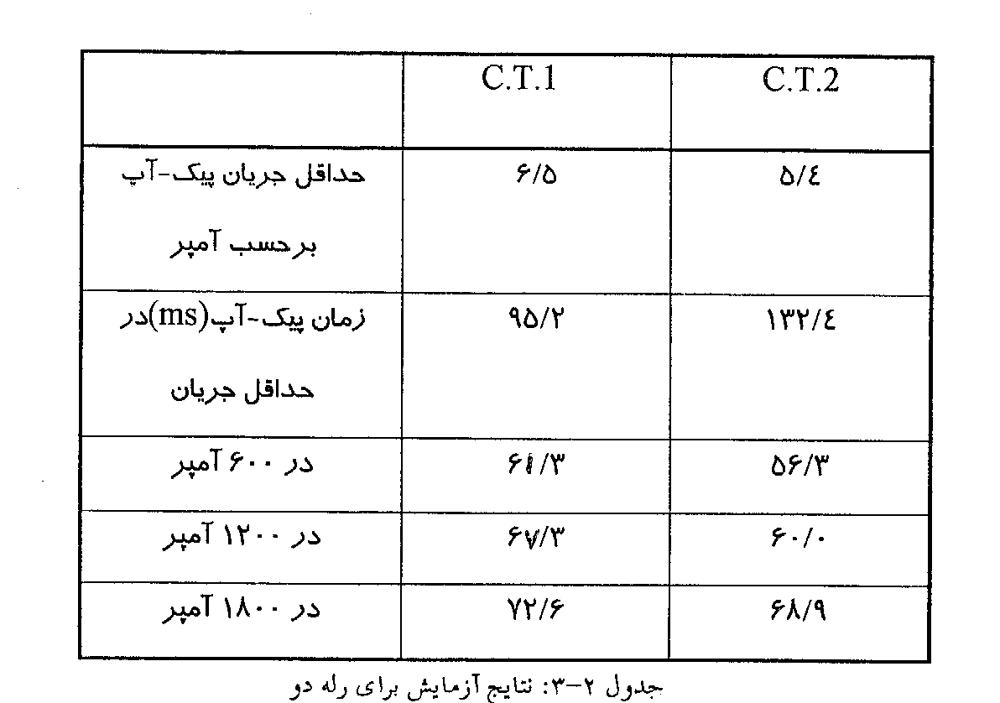 C.T.1 C.T.2
حداقل جریان پیک-آپ ۶/۵ ۵/٤
برحسب آمپر
زمان پیک-آپ(ms)در ۹۵/۲ ۱۳۲/٤
حداقل جریان
در ۶۰۰ آمپر ۶۱/۳ ۵۶/۳
در ۱۲۰۰ آمپر ۶۷/۳ ۶۰/۰
در ۱۸۰۰ آمپر ۷۲/۶ ۶۸/۹
جدول ۲-۳: نتایج آزمایش برای رله دو